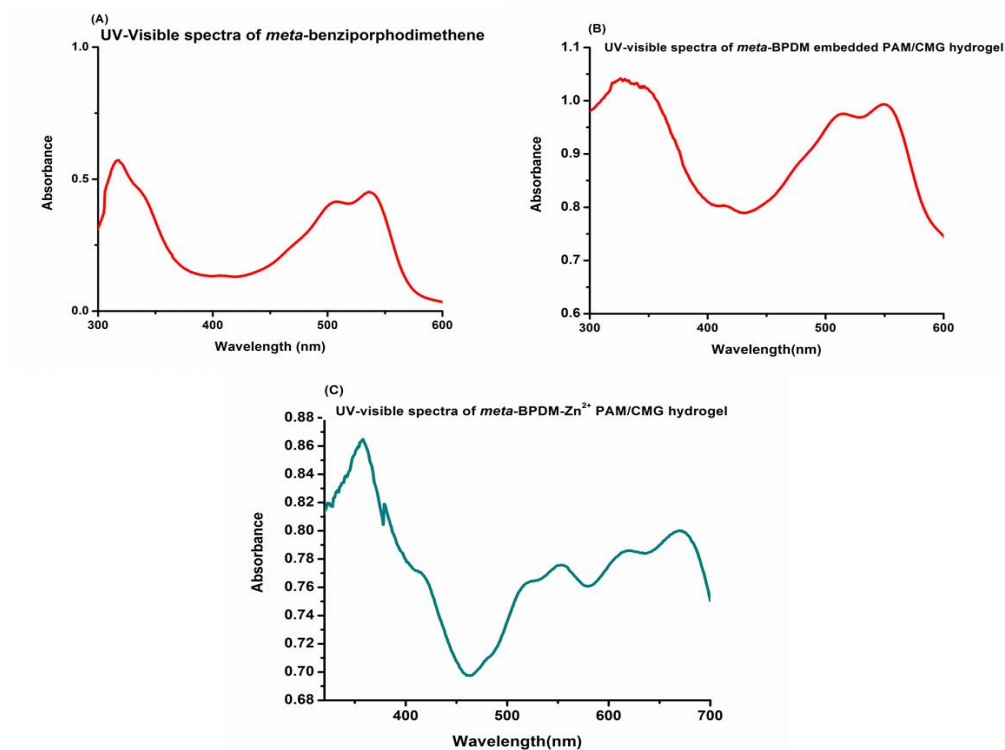 (A)
UV-Visible spectra of meta-benziporphodimethene
1.0
0.5
0.0
Absorbance
300
400
500
600
Wavelength (nm)
(B)
UV-visible spectra of meta-BPDM embedded PAM/CMG hydrogel
1.1
1.0
0.9
0.8
0.7
0.6
Absorbance
300
400
500
600
Wavelength(nm)
(C)
UV-visible spectra of meta-BPDM-Zn²⁺ PAM/CMG hydrogel
0.88
0.86
0.84
0.82
0.80
0.78
0.76
0.74
0.72
0.70
0.68
Absorbance
400
500
600
700
Wavelength(nm)